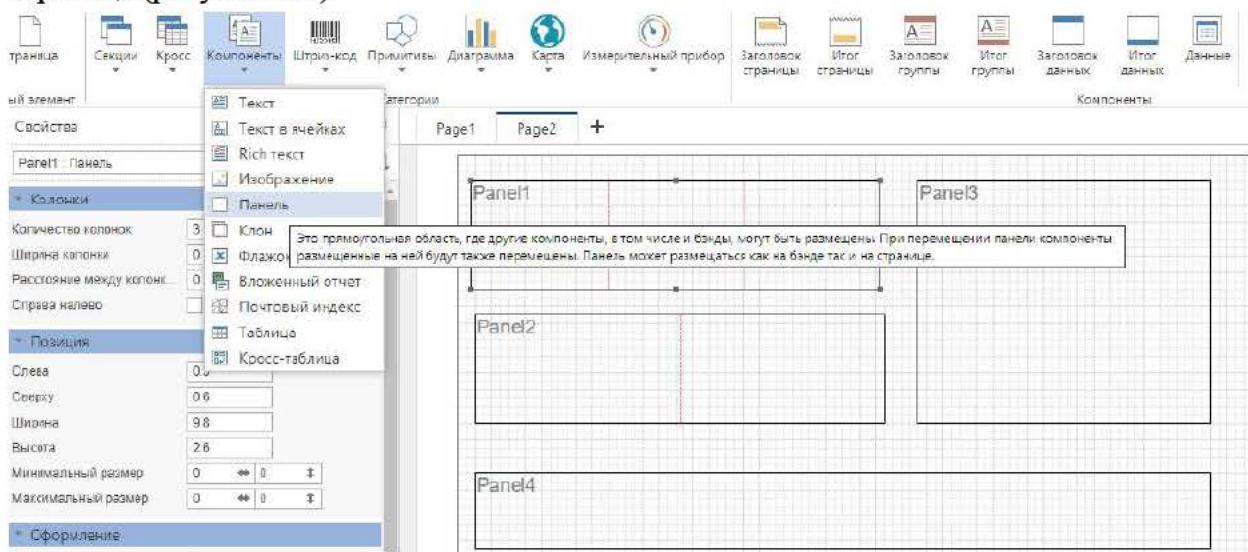 траница
Секции
Кросс
Компоненты
Штрих-код
Примитивы
Диаграмма
Карта
Измерительный прибор
Заголовок страницы
Итог страницы
Заголовок группы
Итог группы
Заголовок данных
Итог данных
Данные
ый элемент
Категории
Компоненты
Свойства
Panel1 : Панель
Колонки
Количество колонок 3
Ширина колонки 0
Расстояние между колонк... 0
Справа налево
Позиция
Слева
Сверху 0.6
Ширина 9.8
Высота 2.6
Минимальный размер 0 0
Максимальный размер 0 0
Оформление
Текст
Текст в ячейках
Rich текст
Изображение
Панель
Клон
Флажок
Вложенный отчет
Почтовый индекс
Таблица
Кросс-таблица
Page1 Page2 +
Panel1
Panel3
Это прямоугольная область, где другие компоненты, в том числе и бэнды, могут быть размещены. При перемещении панели компоненты
размещенные на ней будут также перемещены. Панель может размещаться как на бэнде так и на странице.
Panel2
Panel4